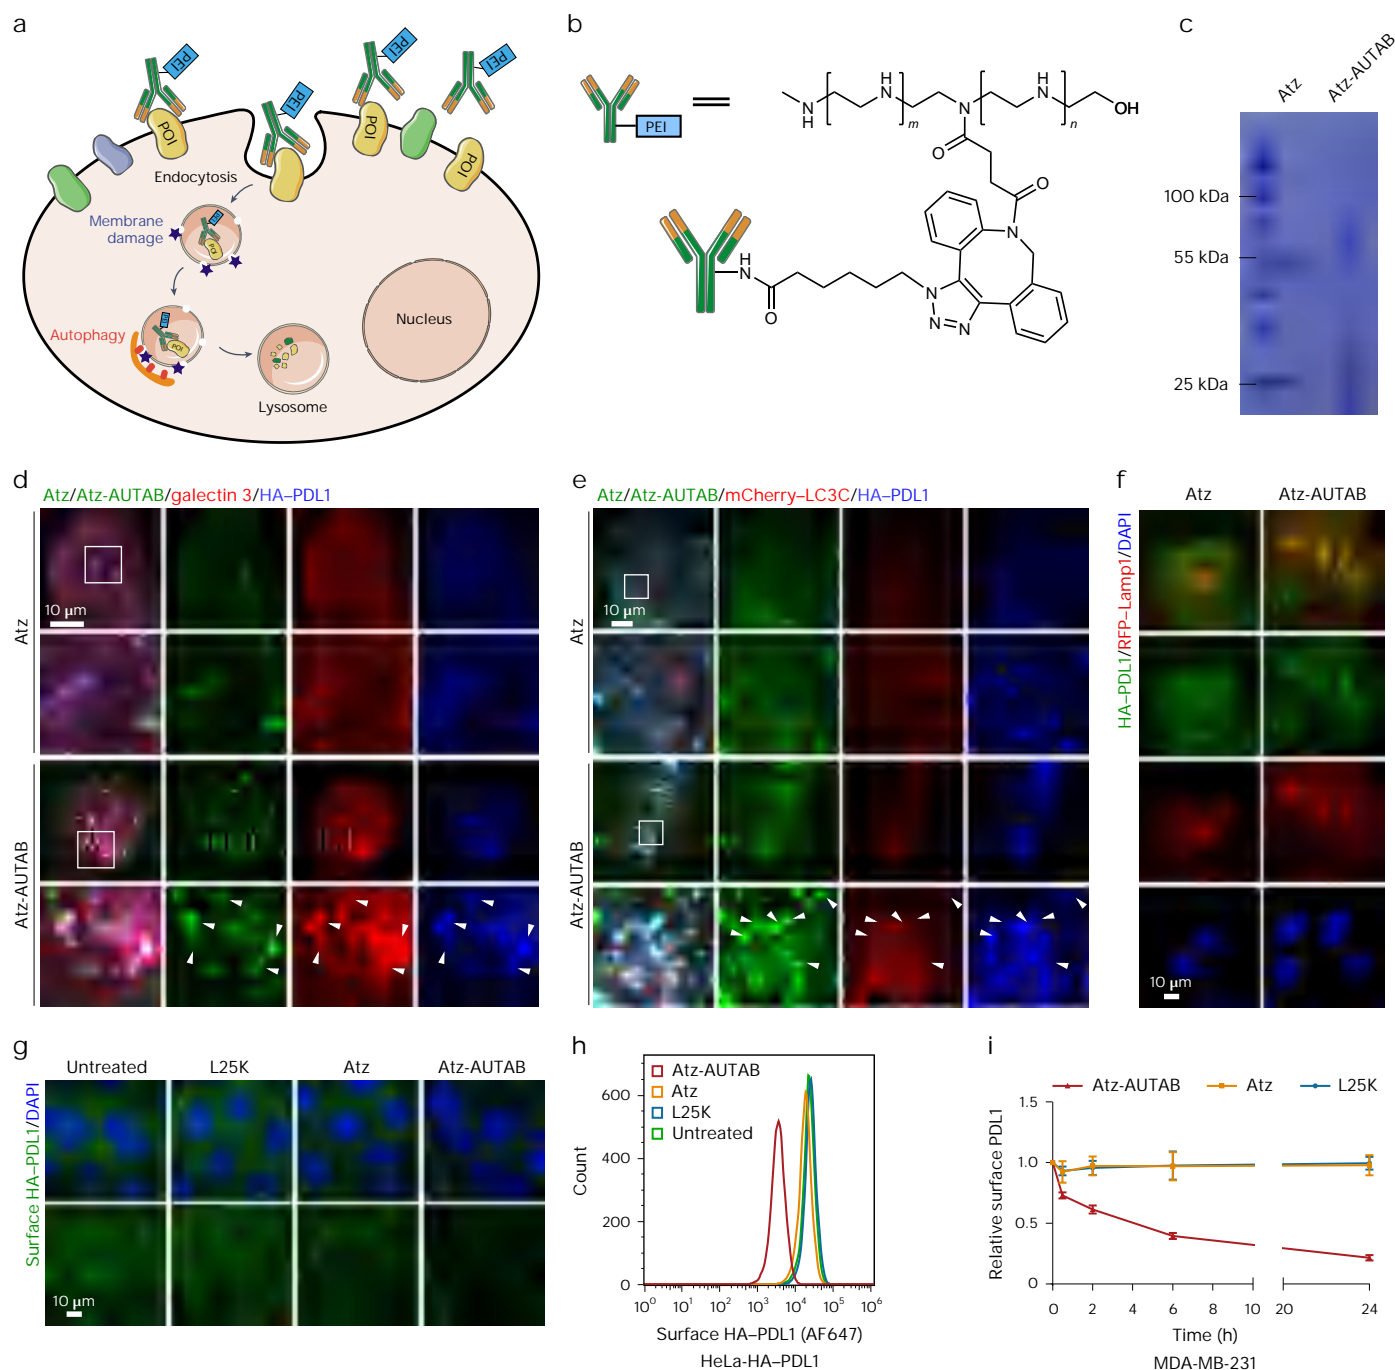 a
PEI
PEI
PEI
PEI
POI
POI
POI
Endocytosis
Membrane
damage
PEI
POI
Autophagy
PEI
POI
Lysosome
Nucleus
b
PEI
N
H
H
N
m
N
H
N
n
OH
O
O
N
H
N
O
N
N
N
c
Atz
Atz-AUTAB
100 kDa
55 kDa
25 kDa
d
Atz/Atz-AUTAB/galectin 3/HA–PDL1
Atz
10 μm
Atz-AUTAB
e
Atz/Atz-AUTAB/mCherry–LC3C/HA–PDL1
Atz
10 μm
Atz-AUTAB
f
Atz
Atz-AUTAB
HA–PDL1/RFP–Lamp1/DAPI
10 μm
g
Untreated
L25K
Atz
Atz-AUTAB
Surface HA–PDL1/DAPI
10 μm
h
Atz-AUTAB
Atz
L25K
Untreated
Count
600
400
200
0
10⁰ 10¹ 10² 10³ 10⁴ 10⁵ 10⁶
Surface HA–PDL1 (AF647)
HeLa-HA–PDL1
i
Atz-AUTAB
Atz
L25K
Relative surface PDL1
1.5
1.0
0.5
0
0 2 4 6 8 10 20 24
Time (h)
MDA-MB-231